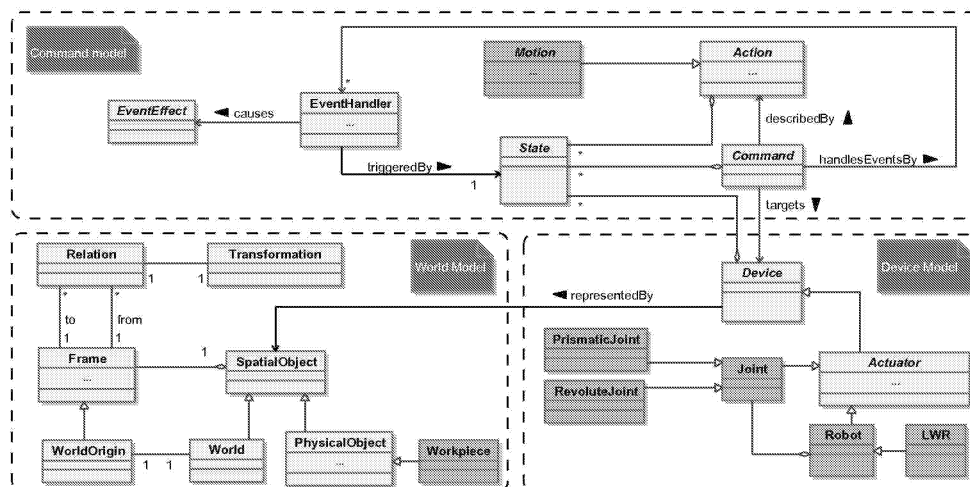 Command model
Motion
...
Action
...
EventEffect
causes
*
EventHandler
...
describedBy
State
*
*
*
Command
handlesEventsBy
triggeredBy
1
targets
Relation
Transformation
1
1
World Model
Device Model
*
*
to
from
1
1
representedBy
Device
Frame
...
1
SpatialObject
PrismaticJoint
RevoluteJoint
Joint
Actuator
...
WorldOrigin
1
1
World
PhysicalObject
...
Workpiece
Robot
LWR